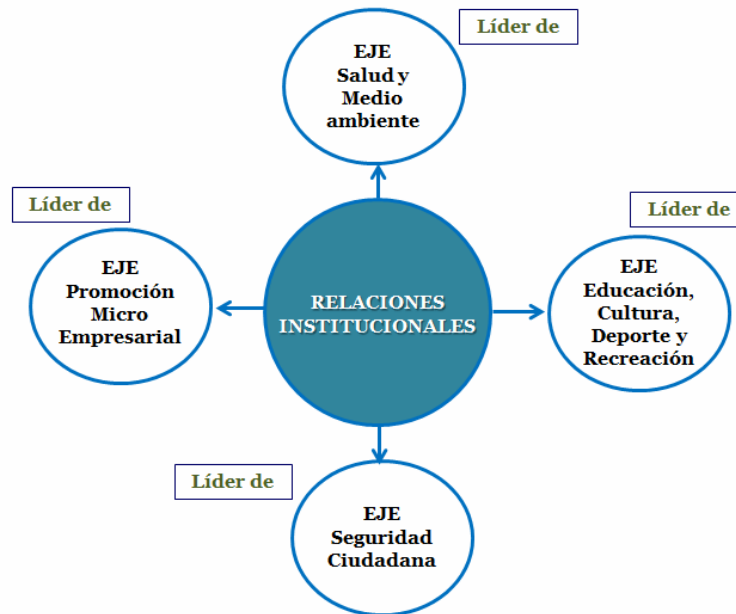 Líder de
EJE
Salud y
Medio
ambiente
Líder de
EJE
Promoción
Micro
Empresarial
RELACIONES
INSTITUCIONALES
Líder de
EJE
Educación,
Cultura,
Deporte y
Recreación
Líder de
EJE
Seguridad
Ciudadana